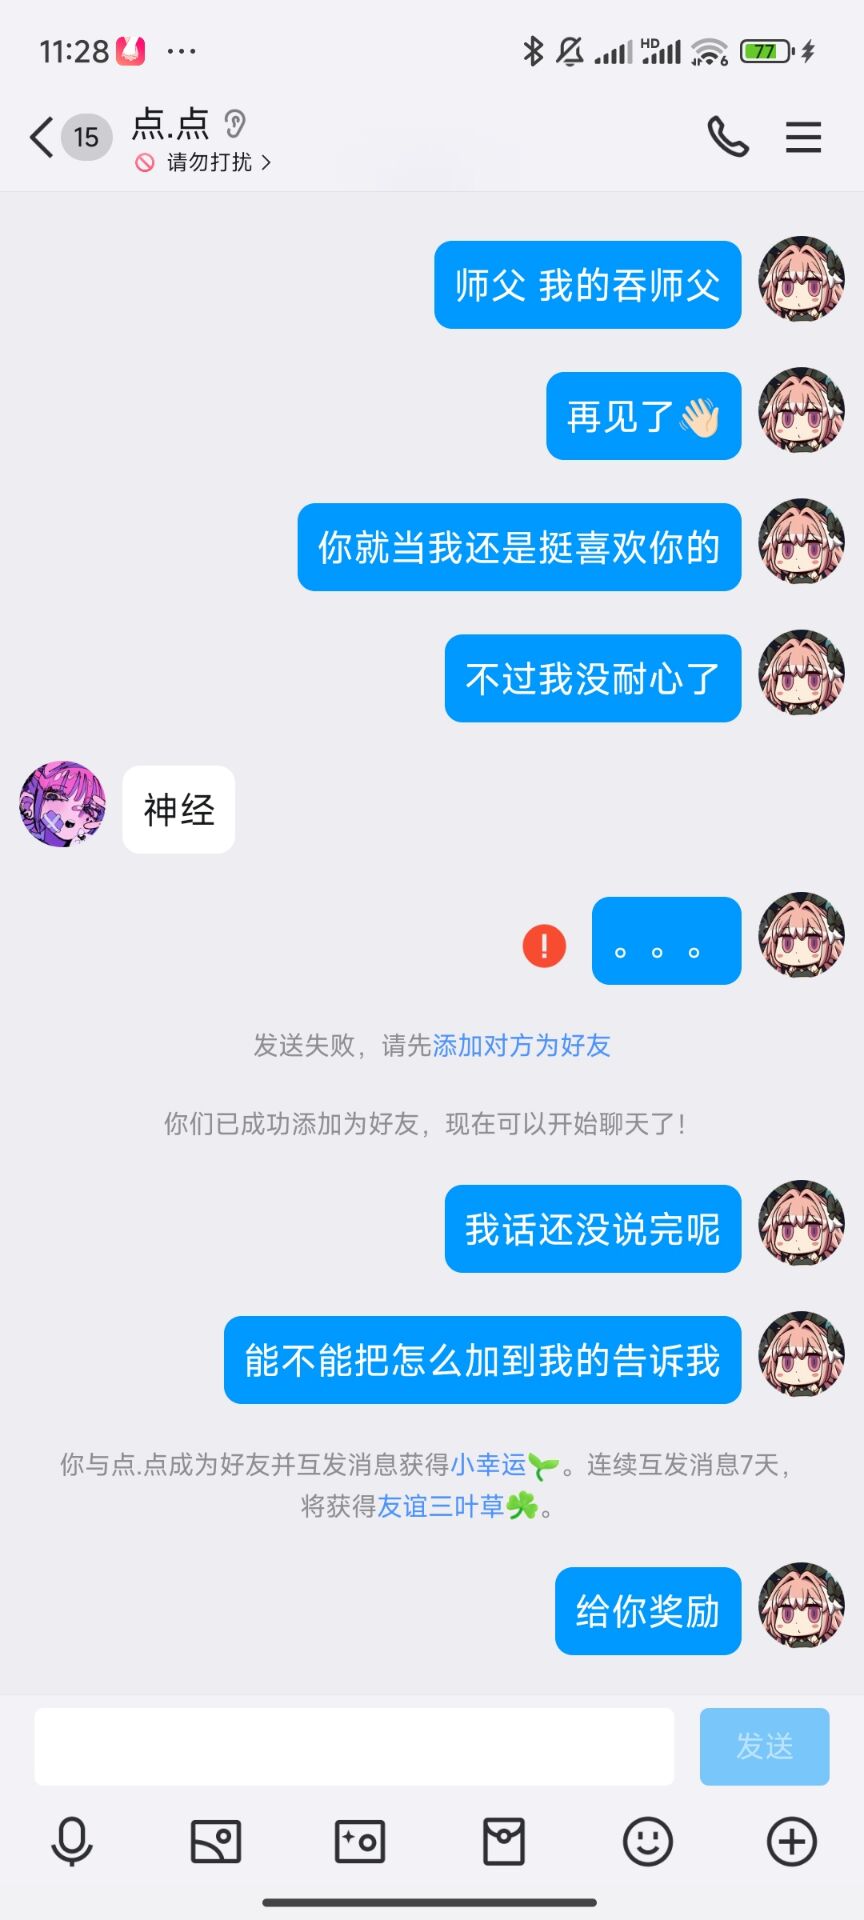 11:28
HD
6
77
15
点.点
请勿打扰
师父 我的吞师父
再见了👋🏻
你就当我还是挺喜欢你的
不过我没耐心了
神经
。。。
发送失败，请先添加对方为好友
你们已成功添加为好友，现在可以开始聊天了！
我话还没说完呢
能不能把怎么加到我的告诉我
你与点.点成为好友并互发消息获得小幸运🌱。连续互发消息7天，
将获得友谊三叶草☘️。
给你奖励
发送